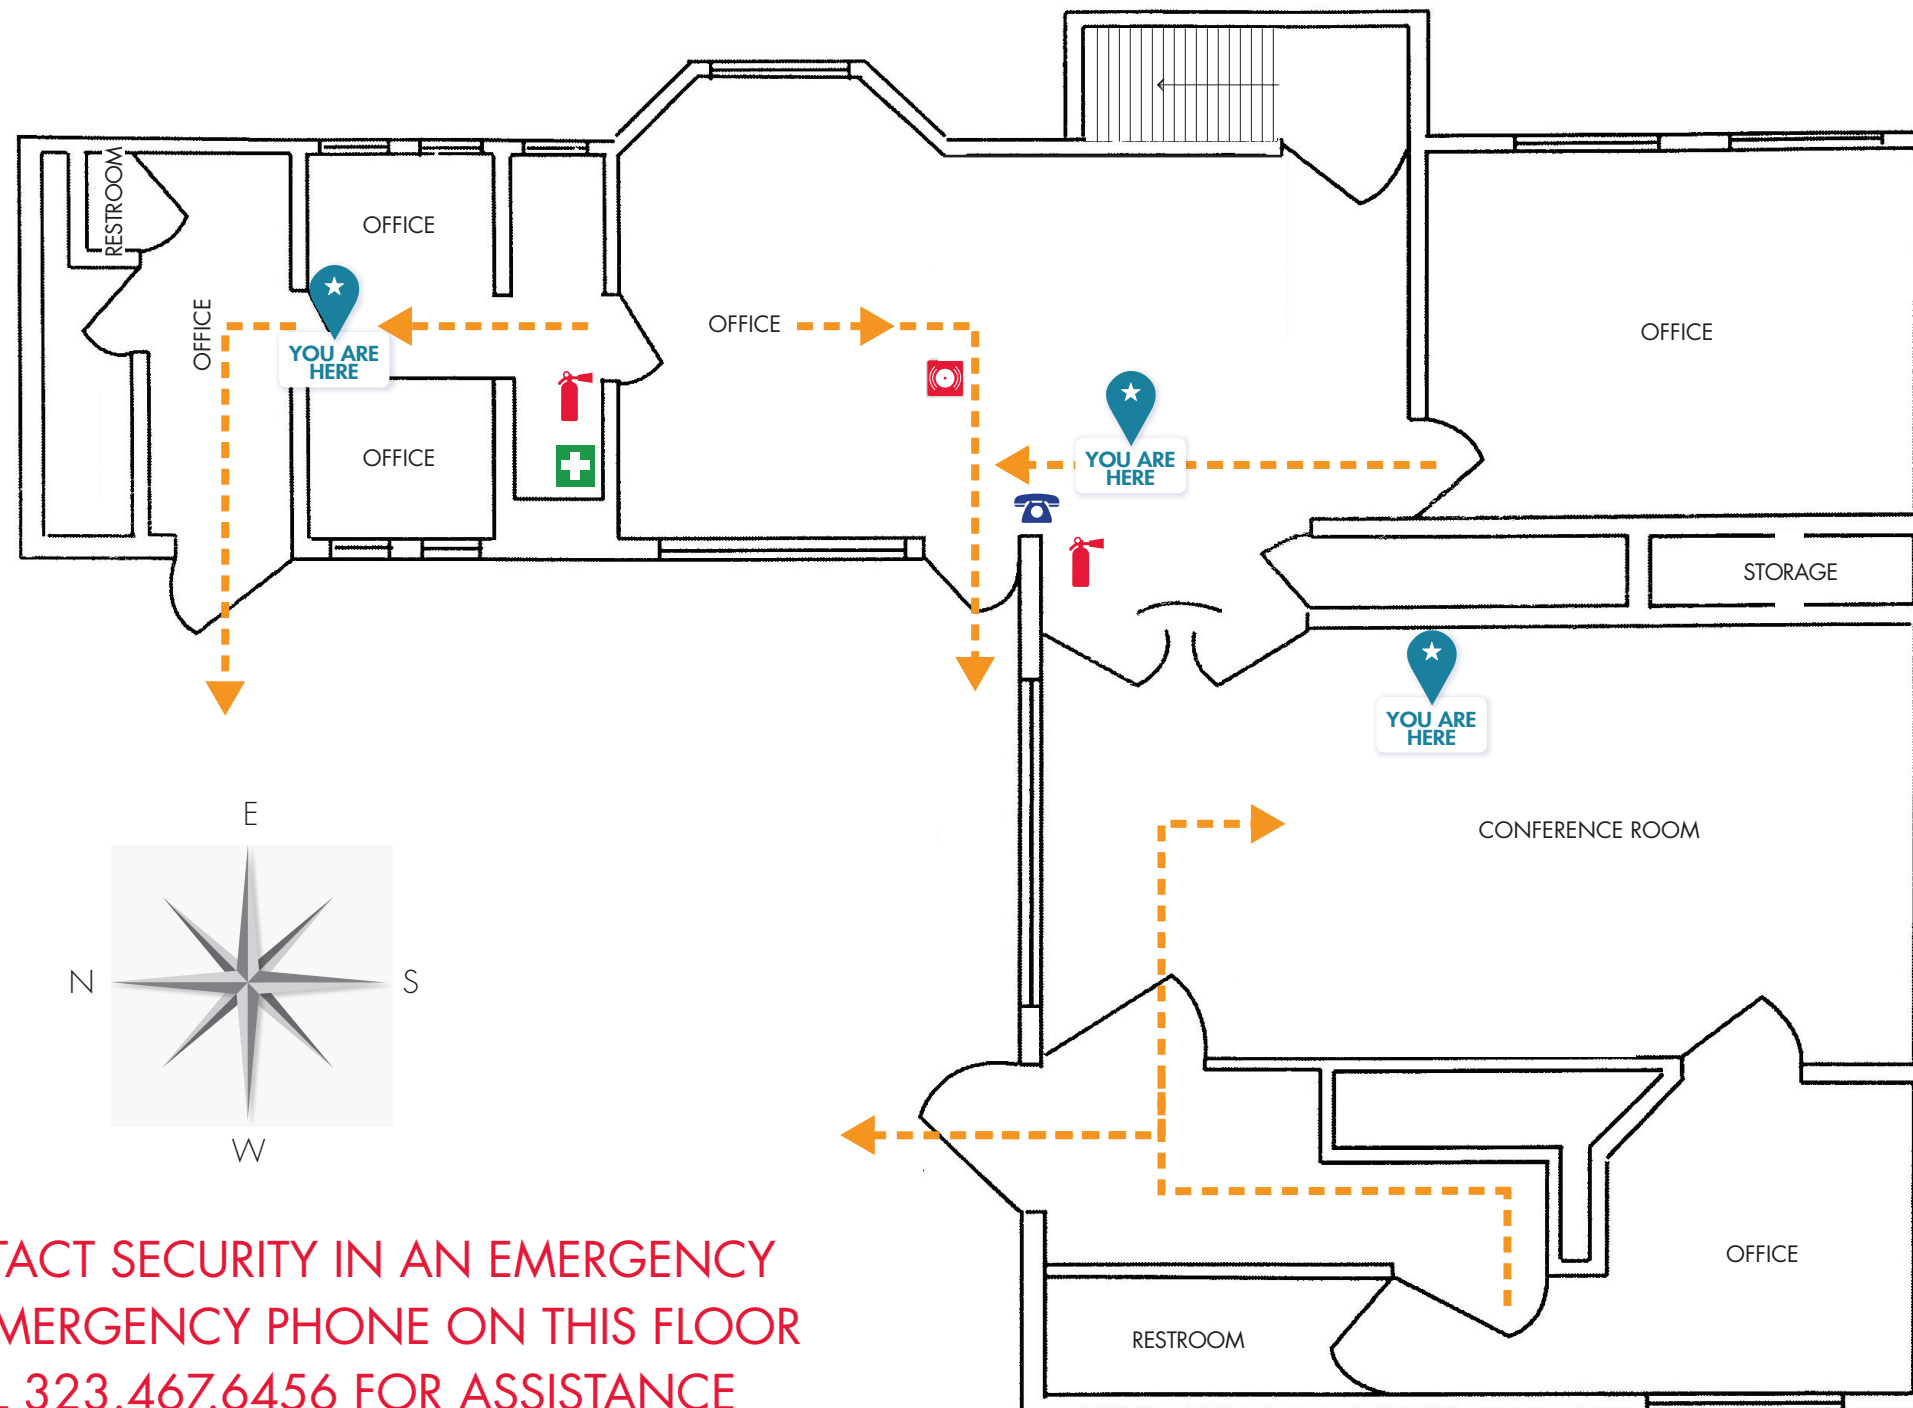 RESTROOM
OFFICE
OFFICE
OFFICE
OFFICE
OFFICE
YOU ARE
HERE
YOU ARE
HERE
OFFICE
STORAGE
YOU ARE
HERE
CONFERENCE ROOM
E
N
S
W
TACT SECURITY IN AN EMERGENCY
MERGENCY PHONE ON THIS FLOOR
L 323.467.6456 FOR ASSISTANCE
OFFICE
RESTROOM